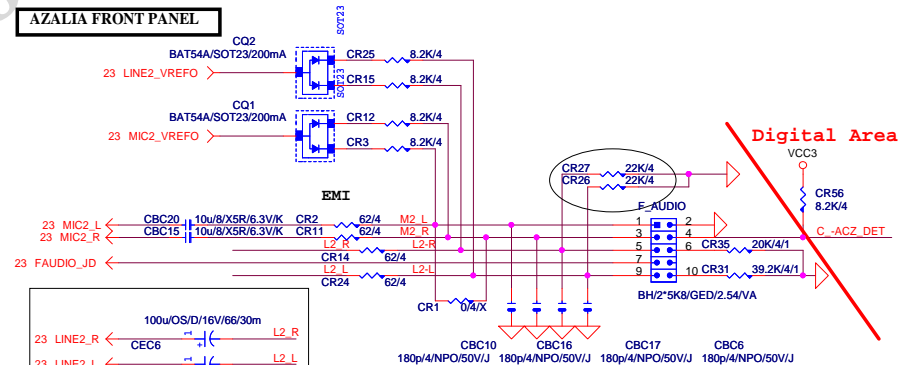 AZALIA FRONT PANEL
SOT23
CQ2
BAT54A/SOT23/200mA
CR25 8.2K/4
23 LINE2_VREFO
SOT23
CR15 8.2K/4
CQ1
BAT54A/SOT23/200mA
CR12 8.2K/4
23 MIC2_VREFO
CR3 8.2K/4
Digital Area
VCC3
CR27 22K/4
CR26 22K/4
CR56
8.2K/4
EMI
F_AUDIO
23 MIC2_L CBC20 10u/8/X5R/6.3V/K CR2 62/4 M2_L 1 2
23 MIC2_R CBC15 10u/8/X5R/6.3V/K CR11 62/4 M2_R 3 4
C_-ACZ_DET
L2_R L2-R 5 6 CR35 20K/4/1
CR14 62/4
23 FAUDIO_JD 7
L2_L L2-L 9 10 CR31 39.2K/4/1
CR24 62/4
BH/2*5K8/GED/2.54/VA
CR1 0/4/X
100u/OS/D/16V/66/30m
23 LINE2_R CEC6 1 + L2_R
CBC10 CBC16 CBC17 CBC6
180p/4/NPO/50V/J 180p/4/NPO/50V/J 180p/4/NPO/50V/J 180p/4/NPO/50V/J
23 LINE2_L 1 L2_L